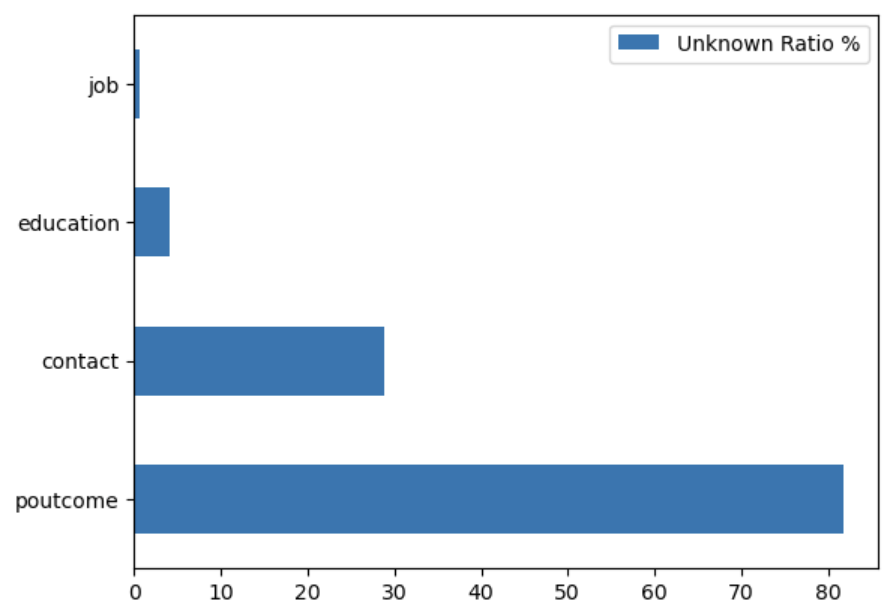 Unknown Ratio %
job
education
contact
poutcome
0 10 20 30 40 50 60 70 80